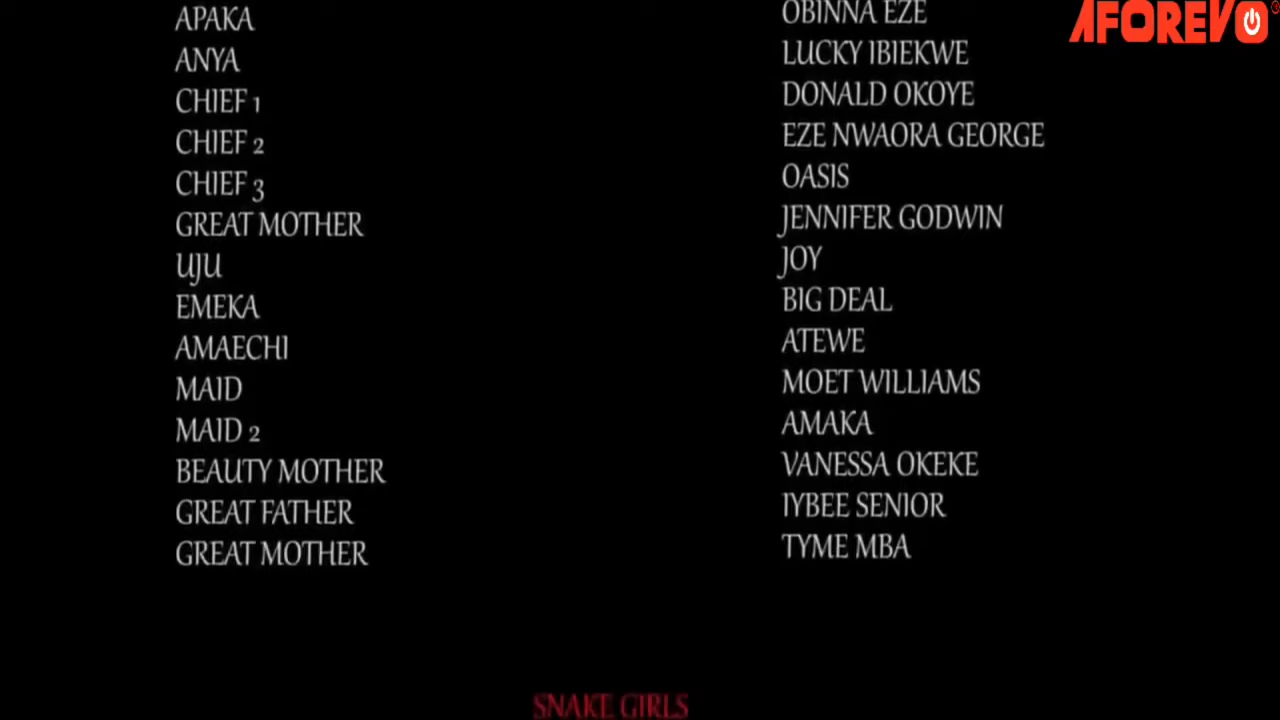 AFOREVO
APAKA OBINNA EZE
ANYA LUCKY IBIEKWE
CHIEF 1 DONALD OKOYE
CHIEF 2 EZE NWAORA GEORGE
CHIEF 3 OASIS
GREAT MOTHER JENNIFER GODWIN
UJU JOY
EMEKA BIG DEAL
AMAECHI ATEWE
MAID MOET WILLIAMS
MAID 2 AMAKA
BEAUTY MOTHER VANESSA OKEKE
GREAT FATHER IYBEE SENIOR
GREAT MOTHER TYME MBA
SNAKE GIRLS